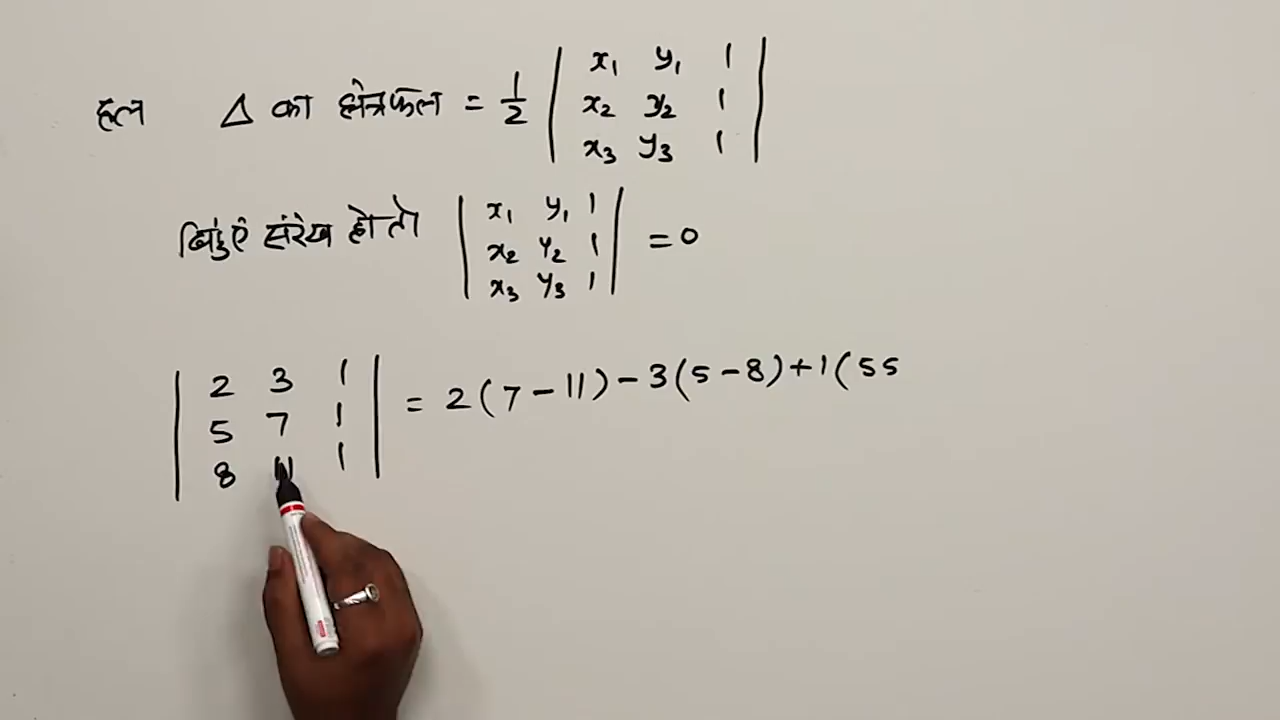 हल Δ का क्षेत्रफल = 1/2 | x₁ y₁ 1 |
| x₂ y₂ 1 |
| x₃ y₃ 1 |
बिंदुएं संरेख हो तो | x₁ y₁ 1 |
| x₂ y₂ 1 | = 0
| x₃ y₃ 1 |
| 2 3 1 |
| 5 7 1 | = 2(7-11)-3(5-8)+1(55
| 8 11 1 |